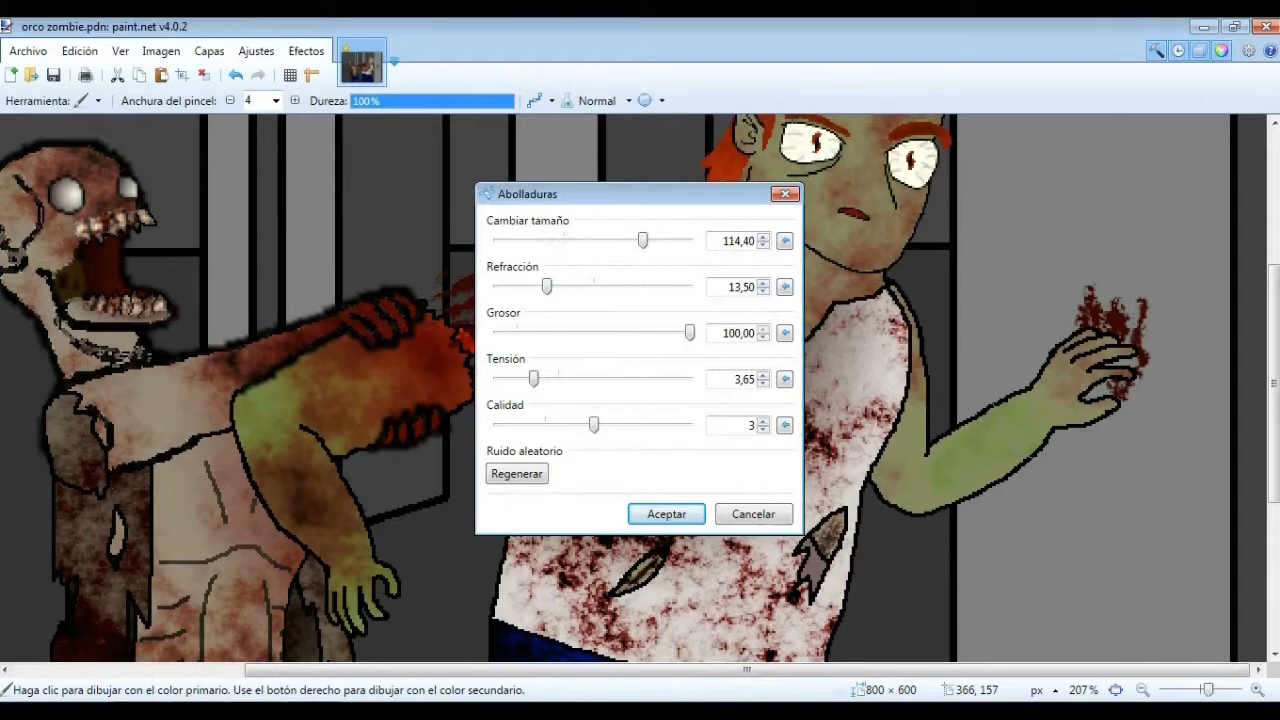 orco zombie.pdn: paint.net v4.0.2
Archivo Edición Ver Imagen Capas Ajustes Efectos
Herramienta: Anchura del pincel: 4 Dureza: 100% Normal
Abolladuras
Cambiar tamaño
114,40
Refracción
13,50
Grosor
100,00
Tensión
3,65
Calidad
3
Ruido aleatorio
Regenerar
Aceptar Cancelar
Haga clic para dibujar con el color primario. Use el botón derecho para dibujar con el color secundario. 800 × 600 366, 157 px 207%